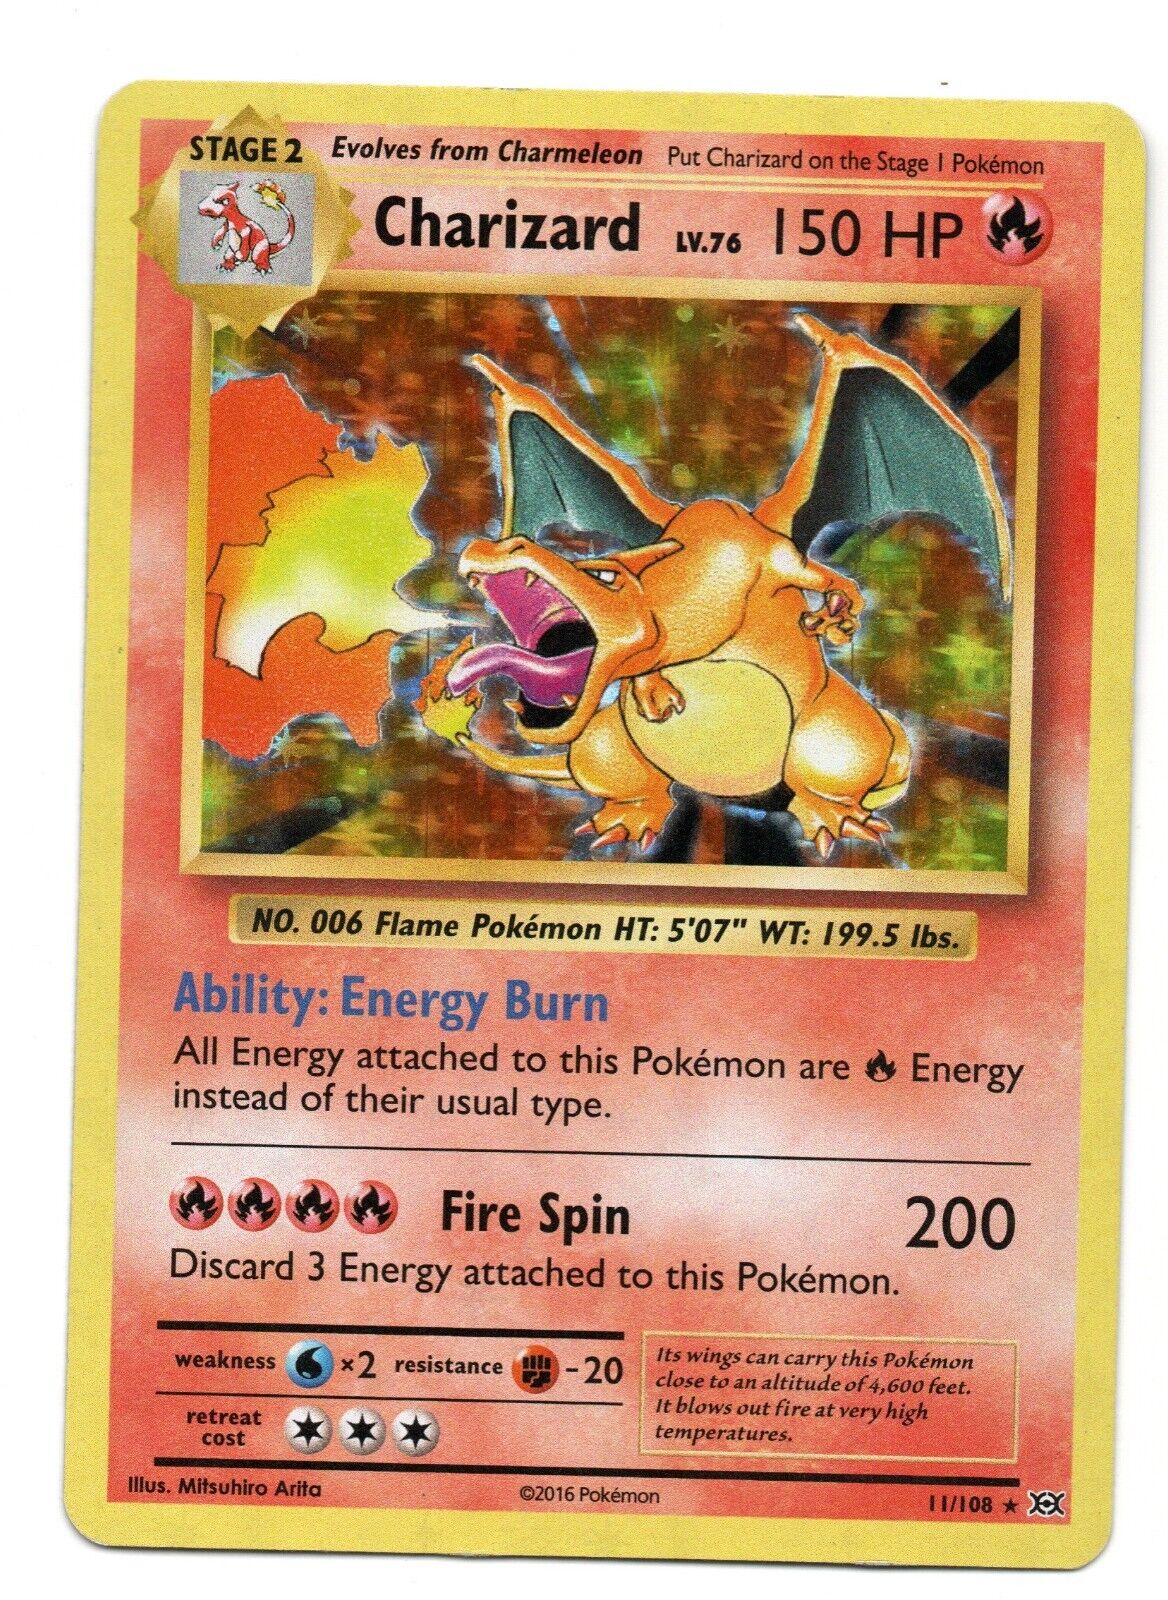 STAGE 2 Evolves from Charmeleon Put Charizard on the Stage 1 Pokémon
Charizard LV.76 150 HP
NO. 006 Flame Pokémon HT: 5'07" WT: 199.5 lbs.
Ability: Energy Burn
All Energy attached to this Pokémon are Energy
instead of their usual type.
Fire Spin 200
Discard 3 Energy attached to this Pokémon.
weakness ×2 resistance -20
retreat
cost
Its wings can carry this Pokémon
close to an altitude of 4,600 feet.
It blows out fire at very high
temperatures.
Illus. Mitsuhiro Arita
©2016 Pokémon
11/108 ★